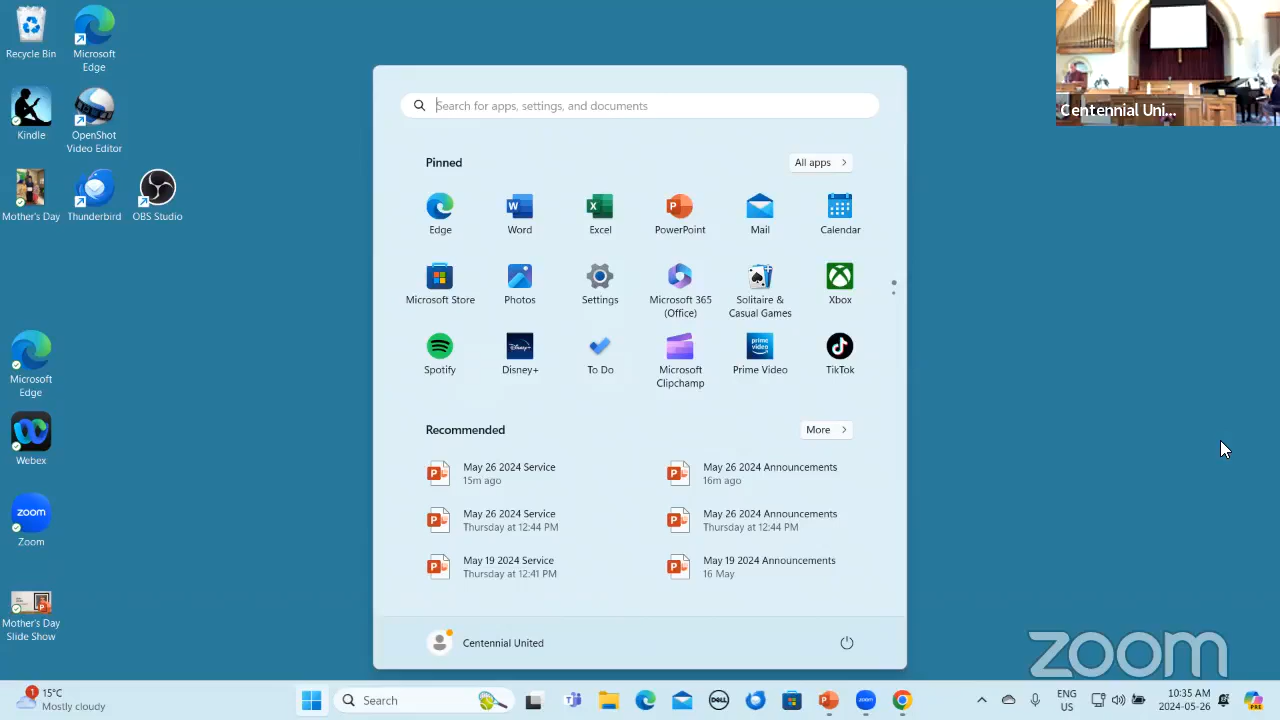 Recycle Bin
Microsoft
Edge
Kindle
OpenShot
Video Editor
Mother's Day
Thunderbird
OBS Studio
Microsoft
Edge
Webex
zoom
Zoom
Mother's Day
Slide Show
Search for apps, settings, and documents
Pinned
All apps
Edge
Word
Excel
PowerPoint
Mail
Calendar
Microsoft Store
Photos
Settings
Microsoft 365
(Office)
Solitaire &
Casual Games
Xbox
Spotify
Disney+
To Do
Microsoft
Clipchamp
prime
video
Prime Video
TikTok
Recommended
More
May 26 2024 Service
15m ago
May 26 2024 Announcements
16m ago
May 26 2024 Service
Thursday at 12:44 PM
May 26 2024 Announcements
Thursday at 12:44 PM
May 19 2024 Service
Thursday at 12:41 PM
May 19 2024 Announcements
16 May
Centennial United
Centennial Uni...
zoom
1
15°C
Mostly cloudy
Search
DELL
zoom
ENG
US
10:35 AM
2024-05-26
PRE